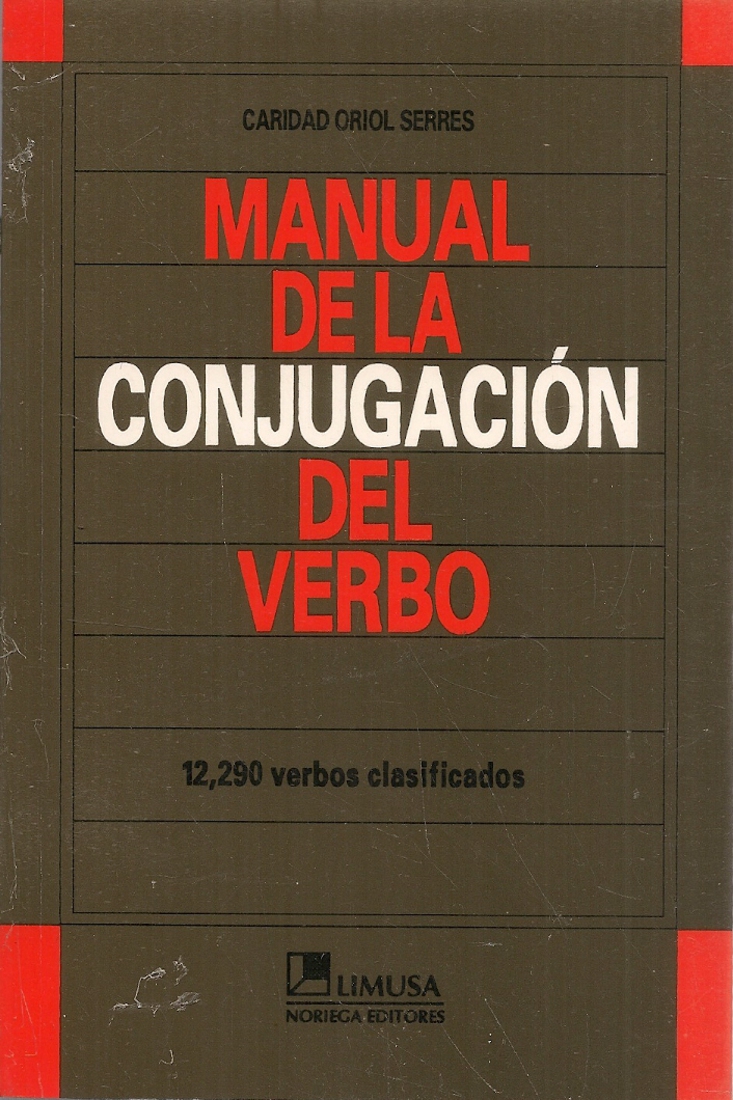 CARIDAD ORIOL SERRES
MANUAL
DE LA
CONJUGACIÓN
DEL
VERBO
12,290 verbos clasificados
LIMUSA
NORIEGA EDITORES